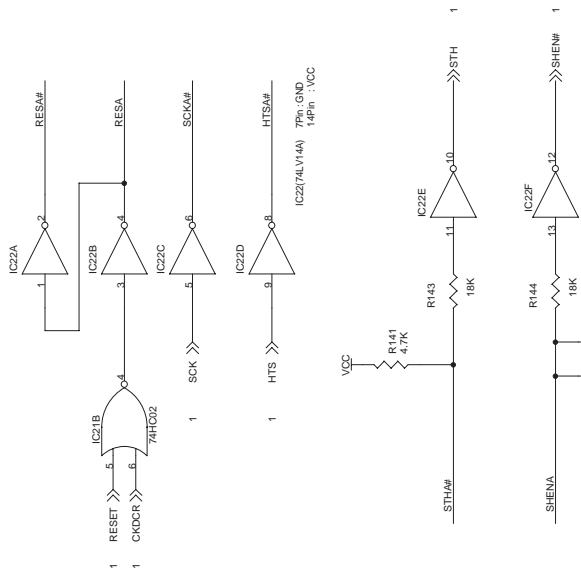 IC22A
1
2
RESA#
RESET
1
5
IC21B
74HC02
4
CKDCR
1
6
IC22B
3
4
RESA
SCK
1
IC22C
5
6
SCKA#
HTS
1
IC22D
9
8
HTSA#
IC22(74LV14A) 7Pin : GND
14Pin : VCC
VCC
R141
4.7K
STHA#
R143
18K
11
IC22E
10
STH
1
SHENA
R144
18K
13
IC22F
12
SHEN#
1